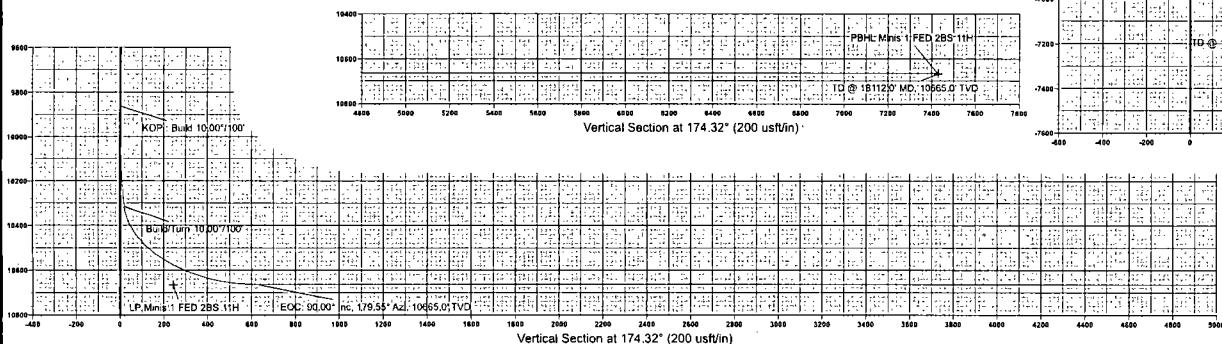 10400
10600
10800
4800 5000 5200 5400 5600 5800 6000 6200 6400 6600 6800 7000 7200 7400 7600 7800
PBHL Minis 1 FED 2BS 11H
TD @ 18112.0' MD, 10665.0' TVD
Vertical Section at 174.32° (200 usft/in)
-7200
-7600
TD @
-600 -400 -200 0
9600
9800
10000
10200
10400
10600
10800
KOP: Build 10.00°/100'
Build/Turn 10.00°/100'
LP Minis 1 FED 2BS 11H
EOC: 90.00° Inc, 179.55° Azi, 10665.0' TVD
-400 -200 0 200 400 600 800 1000 1200 1400 1600 1800 2000 2200 2400 2600 2800 3000 3200 3400 3600 3800 4000 4200 4400 4600 4800 5000
Vertical Section at 174.32° (200 usft/in)